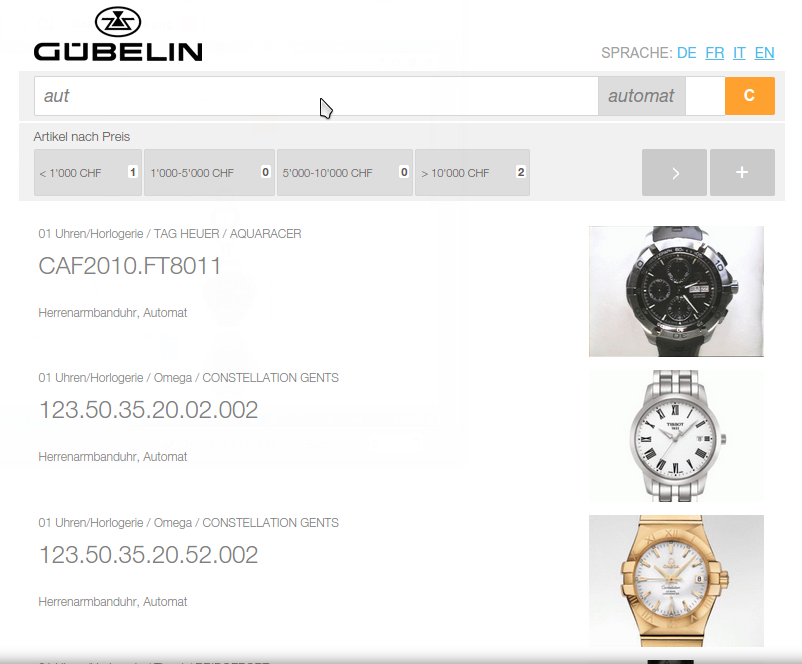 GÜBELIN
SPRACHE: DE FR IT EN
aut automat C
Artikel nach Preis
< 1'000 CHF 1 1'000-5'000 CHF 0 5'000-10'000 CHF 0 > 10'000 CHF 2 > +
01 Uhren/Horlogerie / TAG HEUER / AQUARACER
CAF2010.FT8011
Herrenarmbanduhr, Automat
01 Uhren/Horlogerie / Omega / CONSTELLATION GENTS
123.50.35.20.02.002
TISSOT
Herrenarmbanduhr, Automat
01 Uhren/Horlogerie / Omega / CONSTELLATION GENTS
123.50.35.20.52.002
Herrenarmbanduhr, Automat